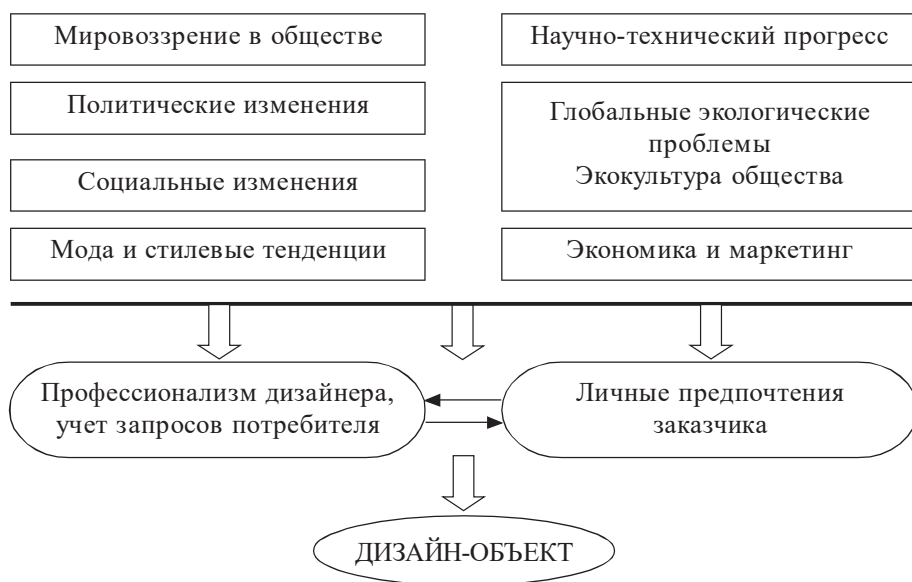 Мировоззрение в обществе
Научно-технический прогресс
Политические изменения
Глобальные экологические
проблемы
Экокультура общества
Социальные изменения
Мода и стилевые тенденции
Экономика и маркетинг
Профессионализм дизайнера,
учет запросов потребителя
Личные предпочтения
заказчика
ДИЗАЙН-ОБЪЕКТ